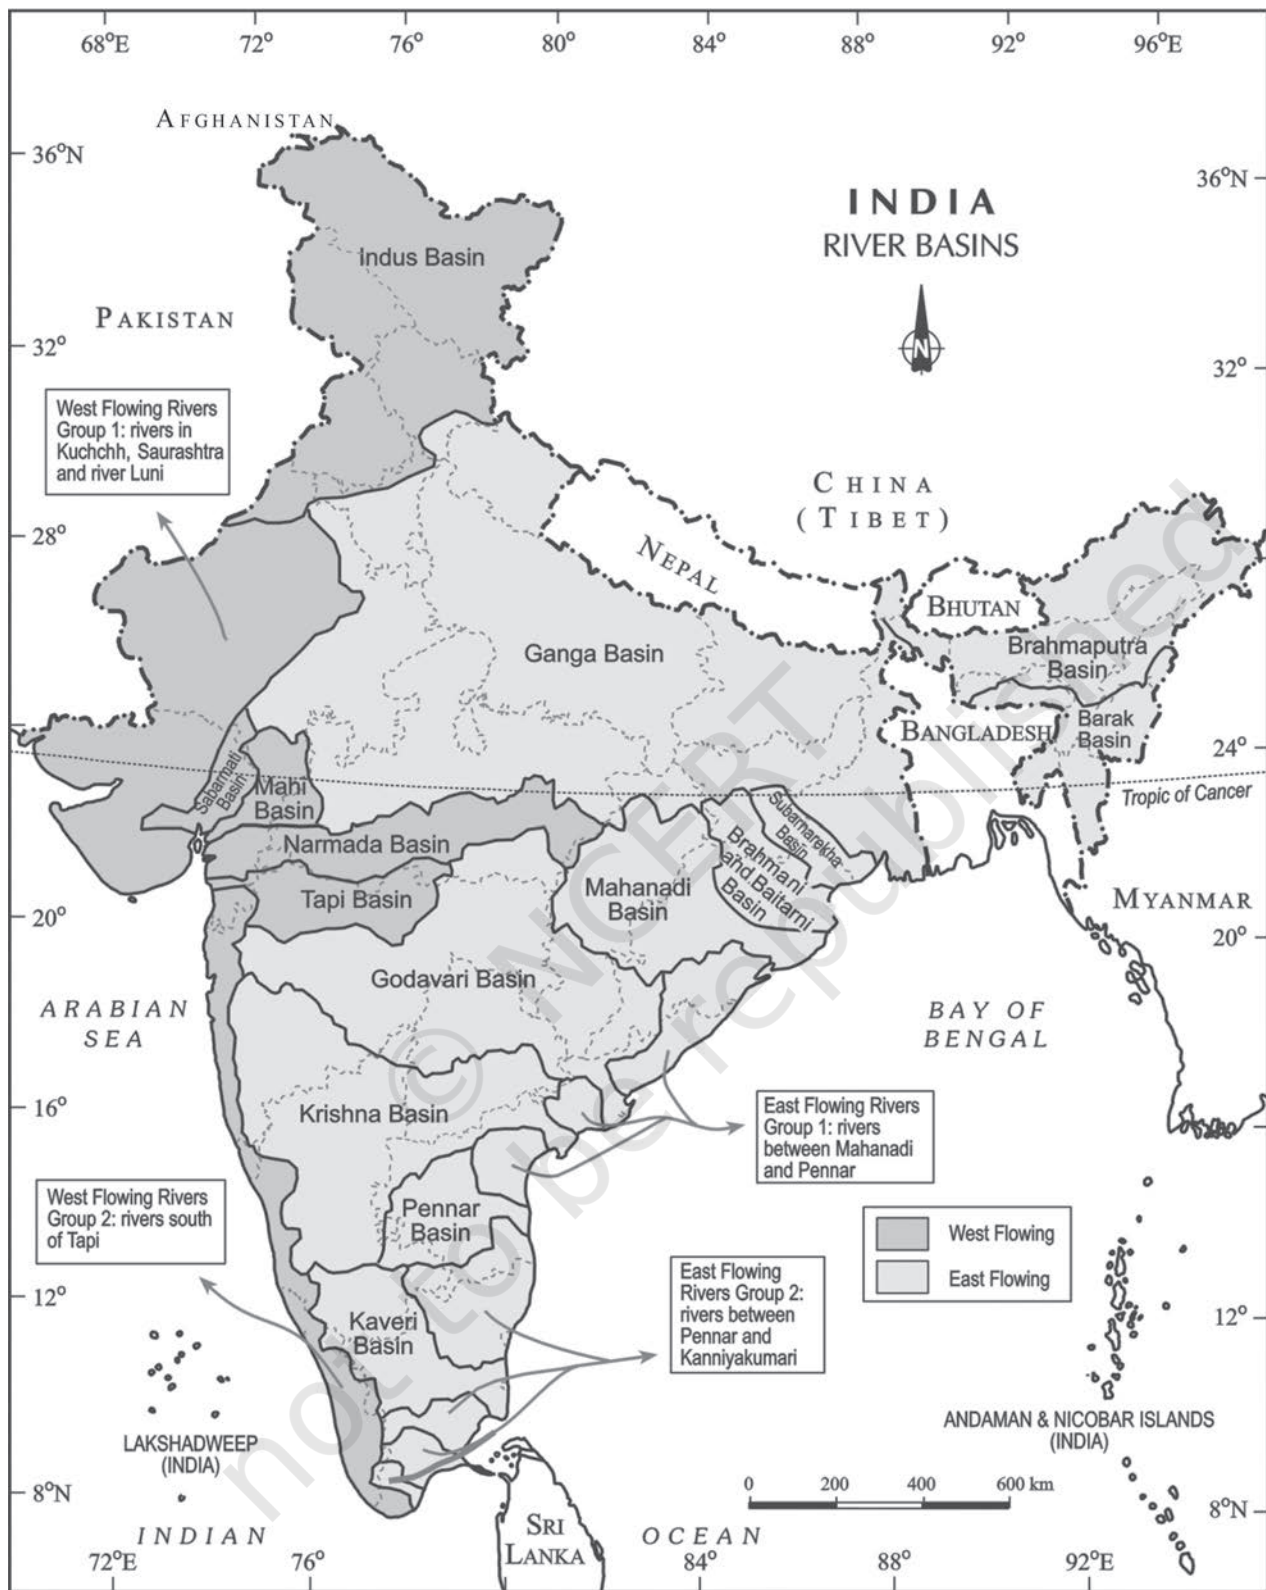 68°E 72° 76° 80° 84° 88° 92° 96°E
AFGHANISTAN
36°N
36°N
INDIA
RIVER BASINS
N
Indus Basin
PAKISTAN
32°
32°
West Flowing Rivers
Group 1: rivers in
Kuchchh, Saurashtra
and river Luni
CHINA
(TIBET)
28°
28°
NEPAL
BHUTAN
Ganga Basin
Brahmaputra
Basin
BANGLADESH
Barak
Basin
24°
Sabarmati
Basin
Mahi
Basin
Tropic of Cancer
Subarnarekha
Basin
Narmada Basin
Brahmani
and Baitarni
Basin
Tapi Basin
Mahanadi
Basin
MYANMAR
20°
20°
Godavari Basin
ARABIAN
SEA
BAY OF
BENGAL
16°
16°
Krishna Basin
East Flowing Rivers
Group 1: rivers
between Mahanadi
and Pennar
West Flowing Rivers
Group 2: rivers south
of Tapi
Pennar
Basin
West Flowing
East Flowing
East Flowing
Rivers Group 2:
rivers between
Pennar and
Kanniyakumari
12°
12°
Kaveri
Basin
LAKSHADWEEP
(INDIA)
ANDAMAN & NICOBAR ISLANDS
(INDIA)
0 200 400 600 km
8°N
8°N
INDIAN OCEAN
SRI
LANKA
72°E 76° 84° 88° 92°E
© NCERT
not to be republished